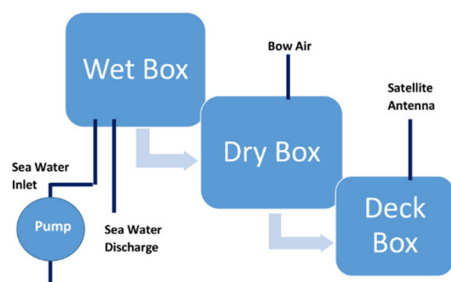 Wet Box
Bow Air
Satellite
Antenna
Dry Box
Sea Water
Inlet
Pump
Sea Water
Discharge
Deck
Box